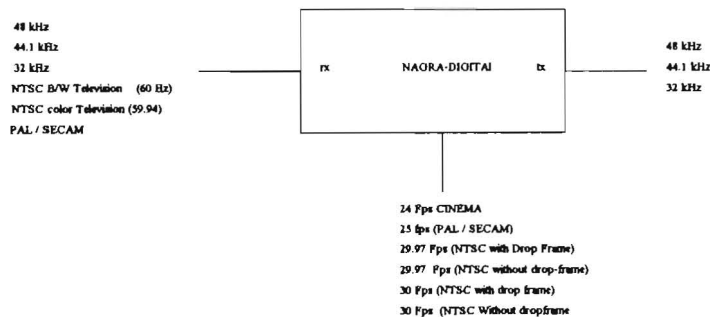 48 kHz
44.1 kHz
32 kHz
NTSC B/W Television (60 Hz)
NTSC color Television (59.94)
PAL / SECAM
rx NAGRA-DIGITAL tx
48 kHz
44.1 kHz
32 kHz
24 Fps CINEMA
25 fps (PAL / SECAM)
29.97 Fps (NTSC with Drop Frame)
29.97 Fps (NTSC without drop-frame)
30 Fps (NTSC with drop frame)
30 Fps (NTSC Without dropframe